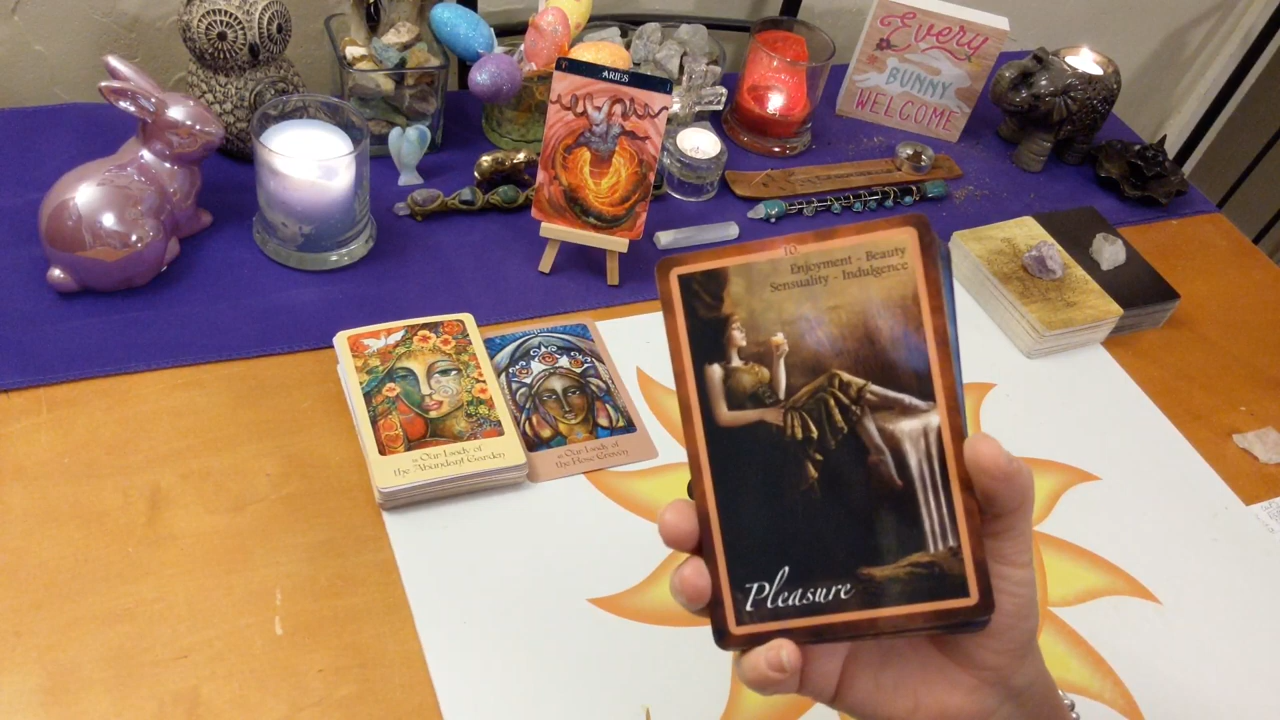 Every
BUNNY
WELCOME
ARIES
10
Enjoyment - Beauty
Sensuality - Indulgence
Pleasure
Our Lady of
the Abundant Garden
Our Lady of
the Rose Crown